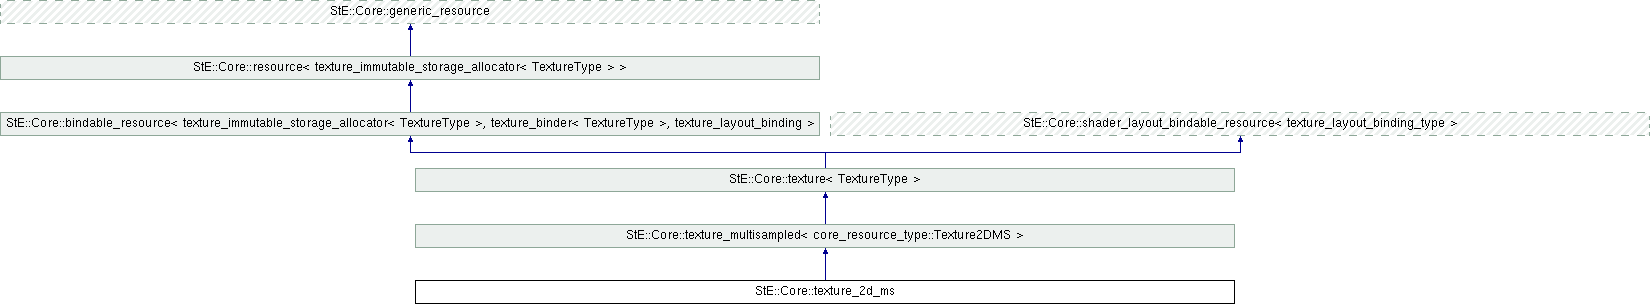 StE::Core::generic_resource
StE::Core::resource< texture_immutable_storage_allocator< TextureType > >
StE::Core::bindable_resource< texture_immutable_storage_allocator< TextureType >, texture_binder< TextureType >, texture_layout_binding >
StE::Core::shader_layout_bindable_resource< texture_layout_binding_type >
StE::Core::texture< TextureType >
StE::Core::texture_multisampled< core_resource_type::Texture2DMS >
StE::Core::texture_2d_ms